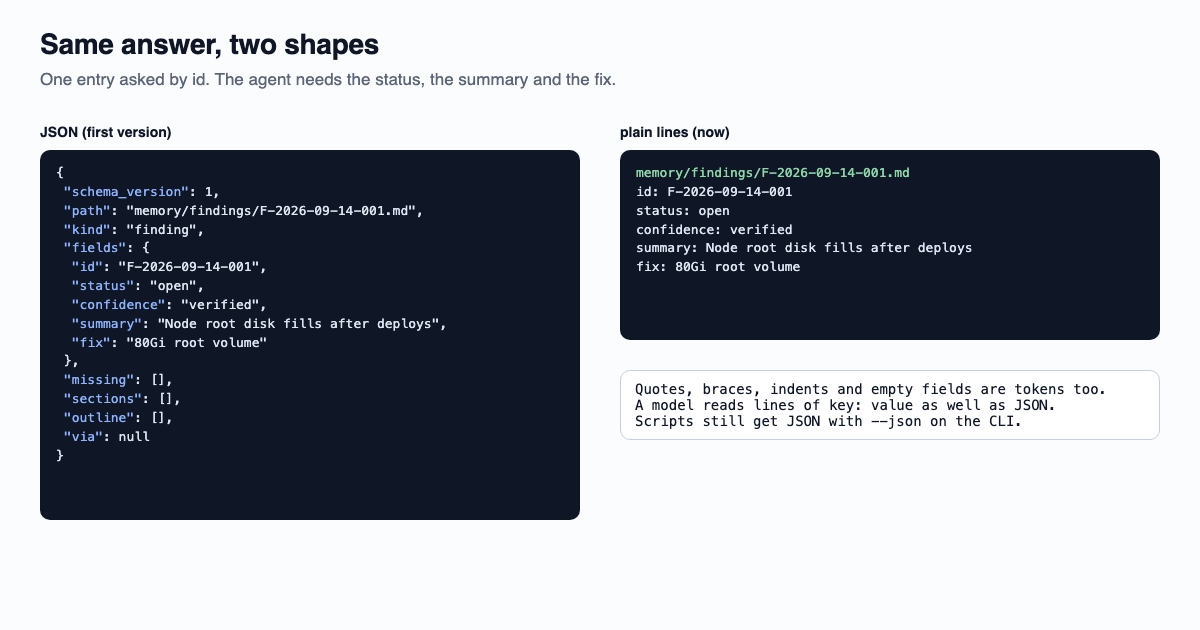 Same answer, two shapes
One entry asked by id. The agent needs the status, the summary and the fix.
JSON (first version)
{
"schema_version": 1,
"path": "memory/findings/F-2026-09-14-001.md",
"kind": "finding",
"fields": {
"id": "F-2026-09-14-001",
"status": "open",
"confidence": "verified",
"summary": "Node root disk fills after deploys",
"fix": "80Gi root volume"
},
"missing": [],
"sections": [],
"outline": [],
"via": null
}
plain lines (now)
memory/findings/F-2026-09-14-001.md
id: F-2026-09-14-001
status: open
confidence: verified
summary: Node root disk fills after deploys
fix: 80Gi root volume
Quotes, braces, indents and empty fields are tokens too.
A model reads lines of key: value as well as JSON.
Scripts still get JSON with --json on the CLI.